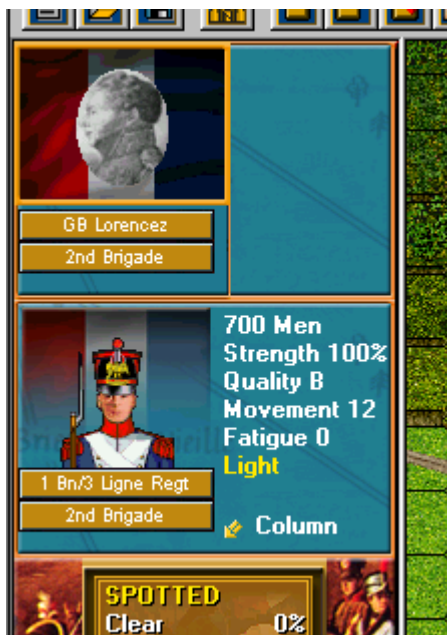 GB Lorencez
2nd Brigade
700 Men
Strength 100%
Quality B
Movement 12
Fatigue 0
Light
1 Bn/3 Ligne Regt
2nd Brigade
Column
SPOTTED
Clear 0%